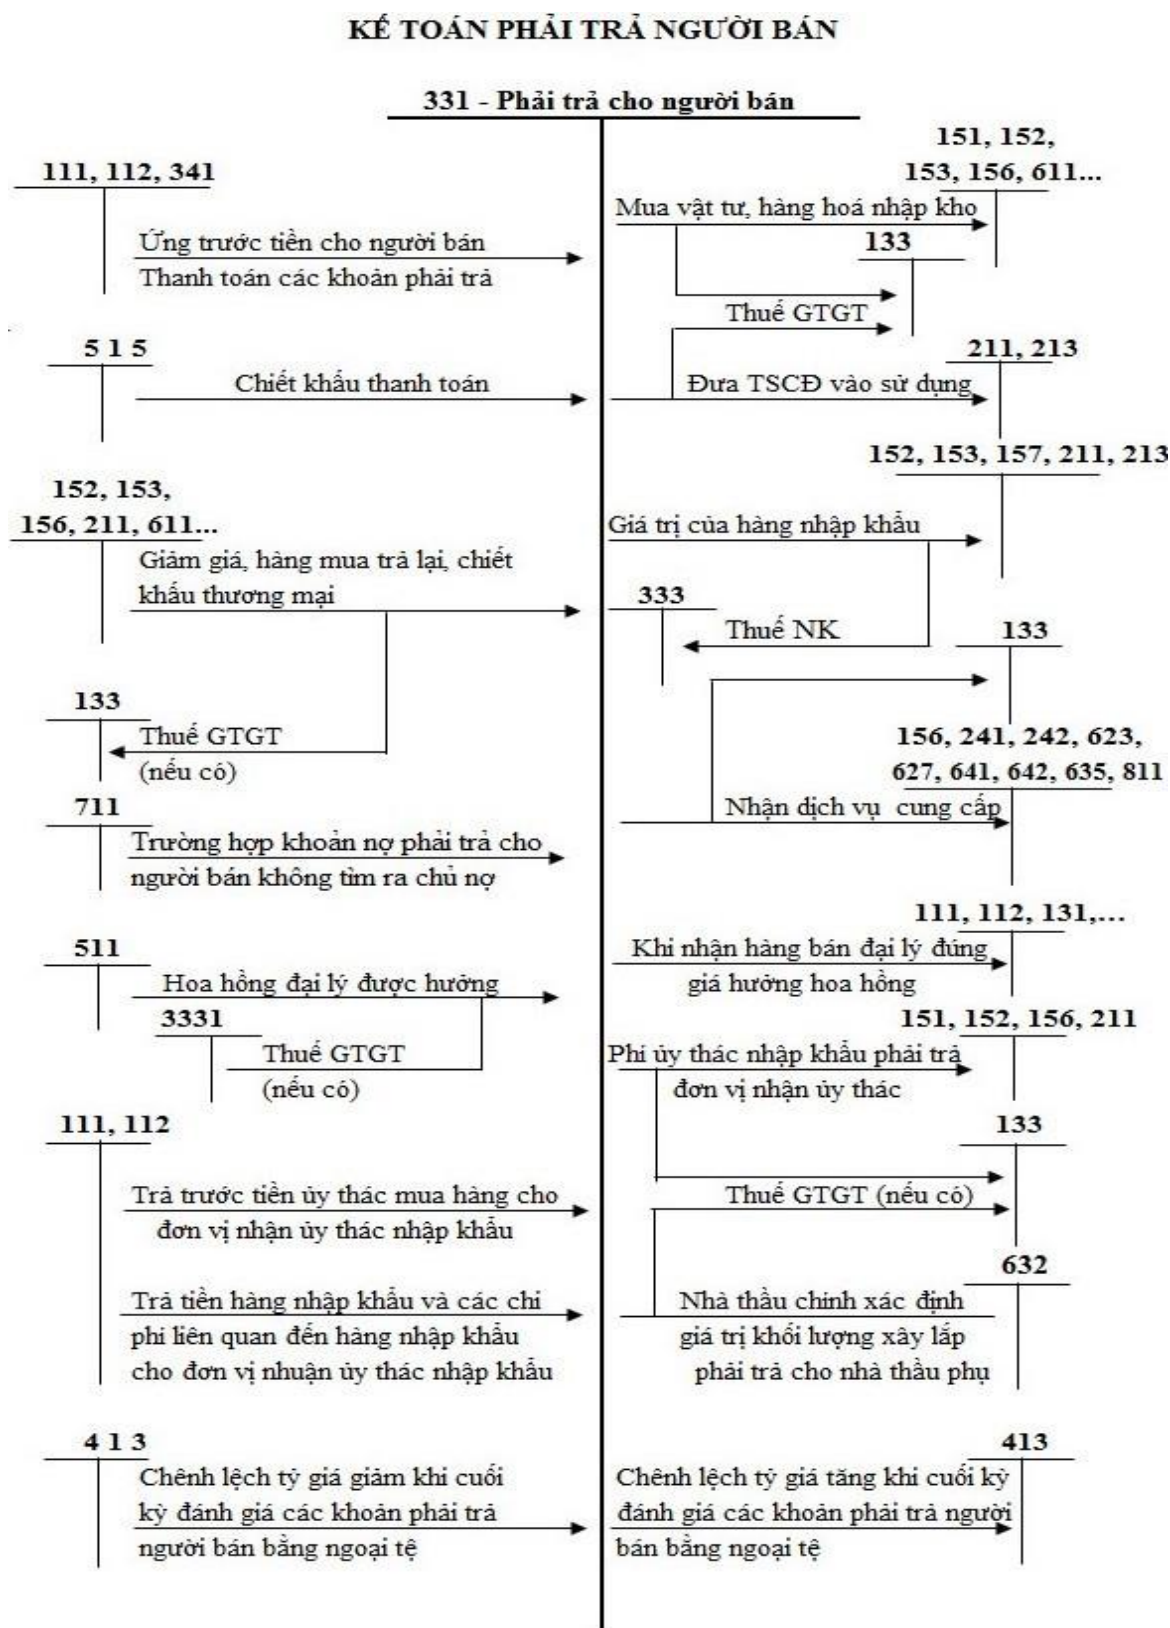 KẾ TOÁN PHẢI TRẢ NGƯỜI BÁN
331 - Phải trả cho người bán
111, 112, 341
Ứng trước tiền cho người bán
Thanh toán các khoản phải trả
5 1 5
Chiết khấu thanh toán
152, 153,
156, 211, 611...
Giảm giá, hàng mua trả lại, chiết
khấu thương mại
133
Thuế GTGT
(nếu có)
711
Trường hợp khoản nợ phải trả cho
người bán không tìm ra chủ nợ
511
Hoa hồng đại lý được hưởng
3331
Thuế GTGT
(nếu có)
111, 112
Trả trước tiền ủy thác mua hàng cho
đơn vị nhận ủy thác nhập khẩu
Trả tiền hàng nhập khẩu và các chi
phí liên quan đến hàng nhập khẩu
cho đơn vị nhuận ủy thác nhập khẩu
4 1 3
Chênh lệch tỷ giá giảm khi cuối
kỳ đánh giá các khoản phải trả
người bán bằng ngoại tệ
151, 152,
153, 156, 611...
Mua vật tư, hàng hoá nhập kho
133
Thuế GTGT
211, 213
Đưa TSCĐ vào sử dụng
152, 153, 157, 211, 213
Giá trị của hàng nhập khẩu
333
Thuế NK
133
156, 241, 242, 623,
627, 641, 642, 635, 811
Nhận dịch vụ cung cấp
111, 112, 131,...
Khi nhận hàng bán đại lý đúng
giá hưởng hoa hồng
151, 152, 156, 211
Phí ủy thác nhập khẩu phải trả
đơn vị nhận ủy thác
133
Thuế GTGT (nếu có)
632
Nhà thầu chính xác định
giá trị khối lượng xây lắp
phải trả cho nhà thầu phụ
413
Chênh lệch tỷ giá tăng khi cuối kỳ
đánh giá các khoản phải trả người
bán bằng ngoại tệ